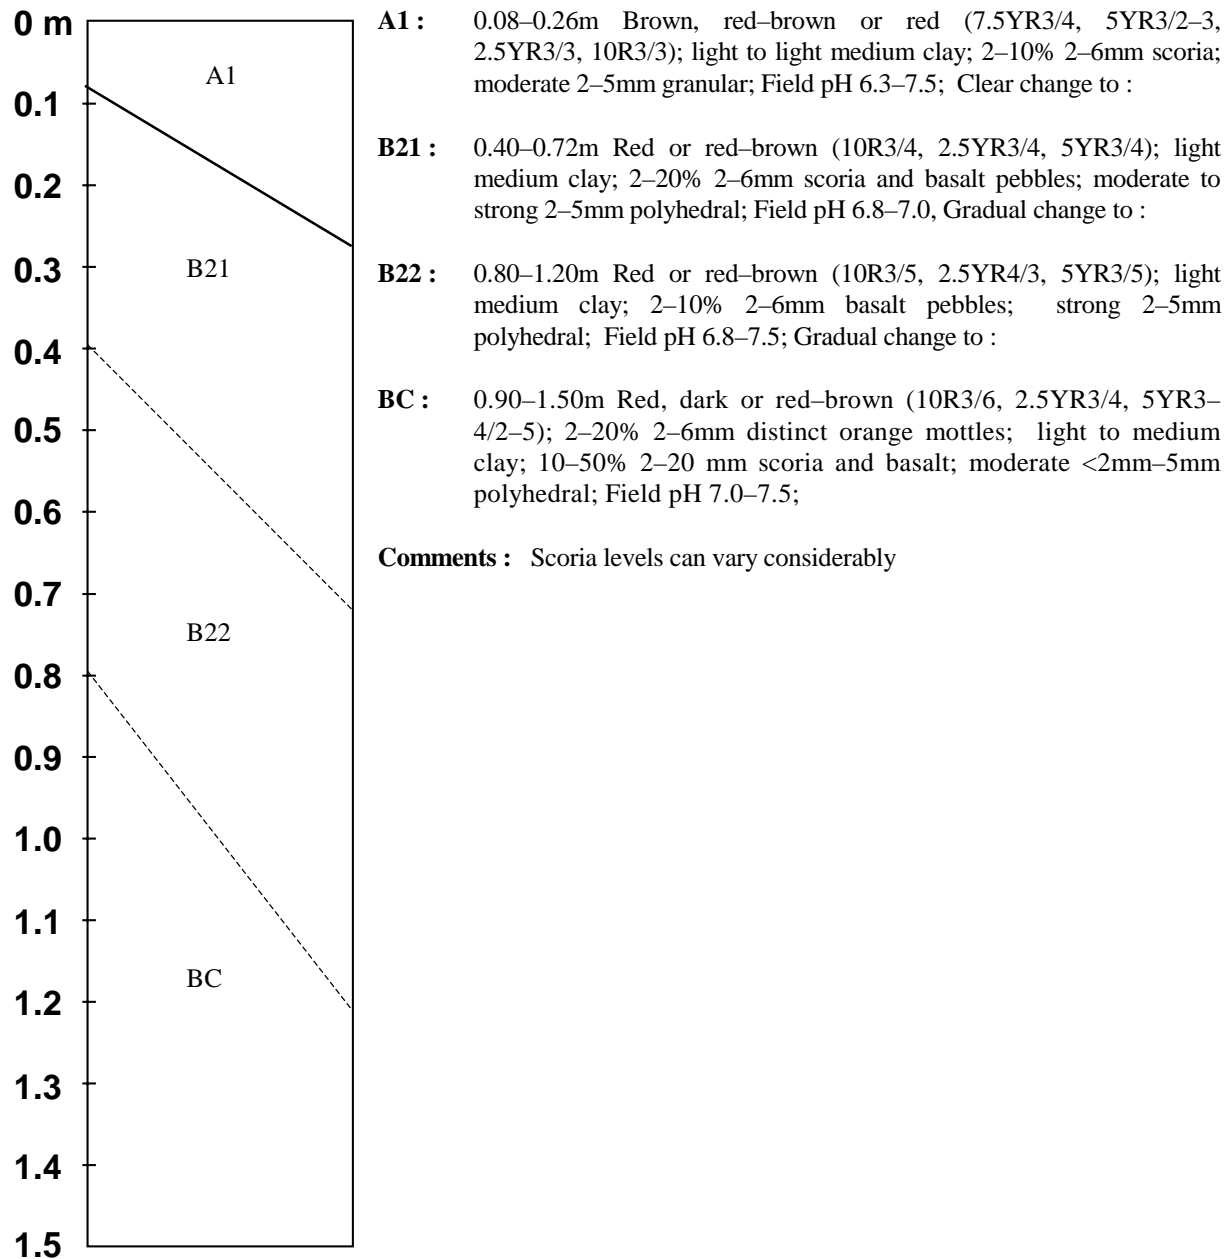 0 m
0.1
0.2
0.3
0.4
0.5
0.6
0.7
0.8
0.9
1.0
1.1
1.2
1.3
1.4
1.5
A1
B21
B22
BC
A1 : 0.08–0.26m Brown, red–brown or red (7.5YR3/4, 5YR3/2–3,
2.5YR3/3, 10R3/3); light to light medium clay; 2–10% 2–6mm scoria;
moderate 2–5mm granular; Field pH 6.3–7.5; Clear change to :
B21 : 0.40–0.72m Red or red–brown (10R3/4, 2.5YR3/4, 5YR3/4); light
medium clay; 2–20% 2–6mm scoria and basalt pebbles; moderate to
strong 2–5mm polyhedral; Field pH 6.8–7.0, Gradual change to :
B22 : 0.80–1.20m Red or red–brown (10R3/5, 2.5YR4/3, 5YR3/5); light
medium clay; 2–10% 2–6mm basalt pebbles; strong 2–5mm
polyhedral; Field pH 6.8–7.5; Gradual change to :
BC : 0.90–1.50m Red, dark or red–brown (10R3/6, 2.5YR3/4, 5YR3–
4/2–5); 2–20% 2–6mm distinct orange mottles; light to medium
clay; 10–50% 2–20 mm scoria and basalt; moderate <2mm–5mm
polyhedral; Field pH 7.0–7.5;
Comments : Scoria levels can vary considerably